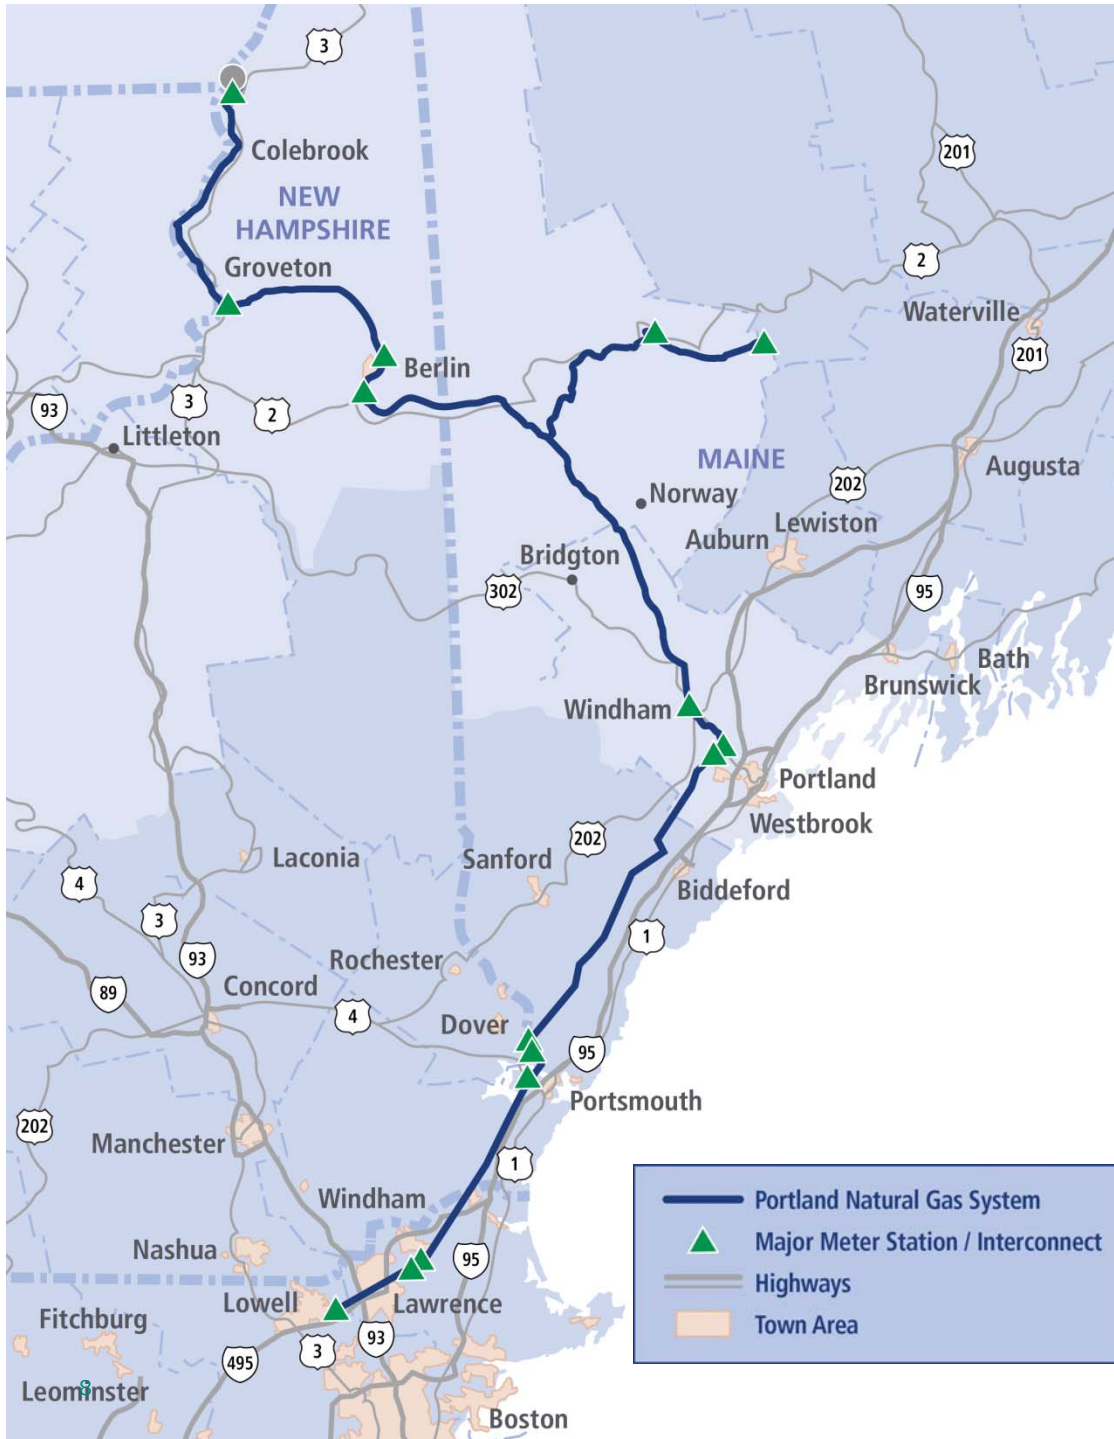 3
Colebrook
201
NEW
HAMPSHIRE
2
Groveton
Waterville
201
Berlin
3
93
2
Littleton
MAINE
Augusta
202
Norway
Lewiston
Auburn
Bridgton
302
95
Bath
Brunswick
Windham
Portland
Westbrook
202
Laconia
Sanford
4
Biddeford
3
1
93
Rochester
Concord
89
4
Dover
95
Portsmouth
202
Manchester
1
Windham
Portland Natural Gas System
Nashua
Major Meter Station / Interconnect
95
Highways
Lowell
Lawrence
Fitchburg
Town Area
3
93
495
Leominster
8
Boston